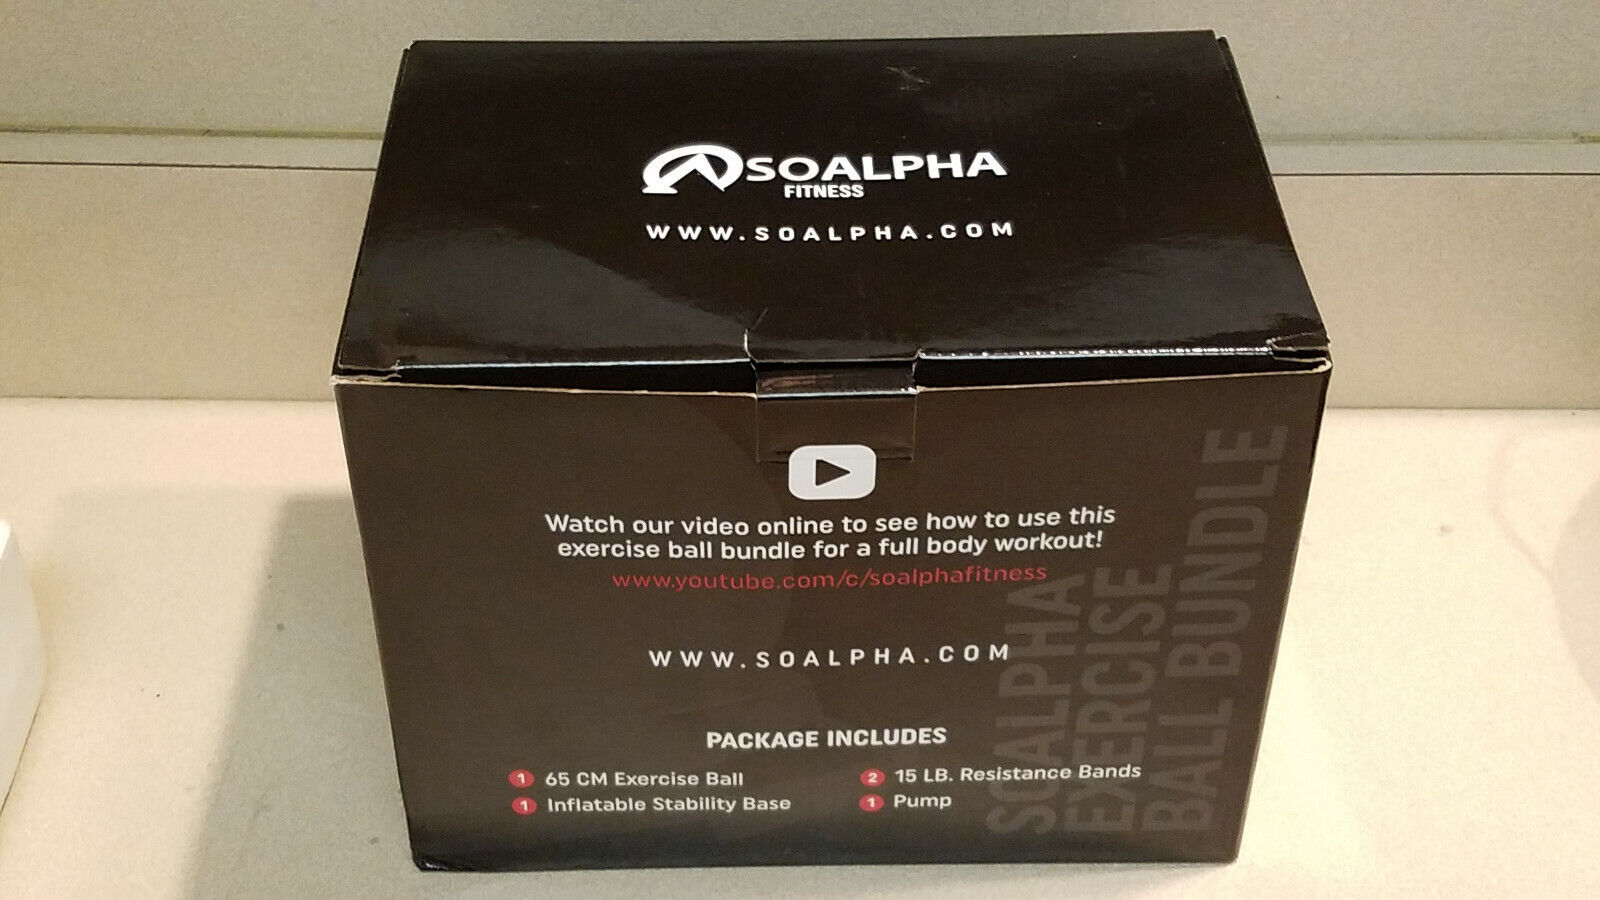 SOALPHA
FITNESS
WWW.SOALPHA.COM
Watch our video online to see how to use this
exercise ball bundle for a full body workout!
www.youtube.com/c/soalphafitness
WWW.SOALPHA.COM
PACKAGE INCLUDES
1 65 CM Exercise Ball
1 Inflatable Stability Base
2 15 LB. Resistance Bands
1 Pump
SOALPHA
EXERCISE
BALL BUNDLE